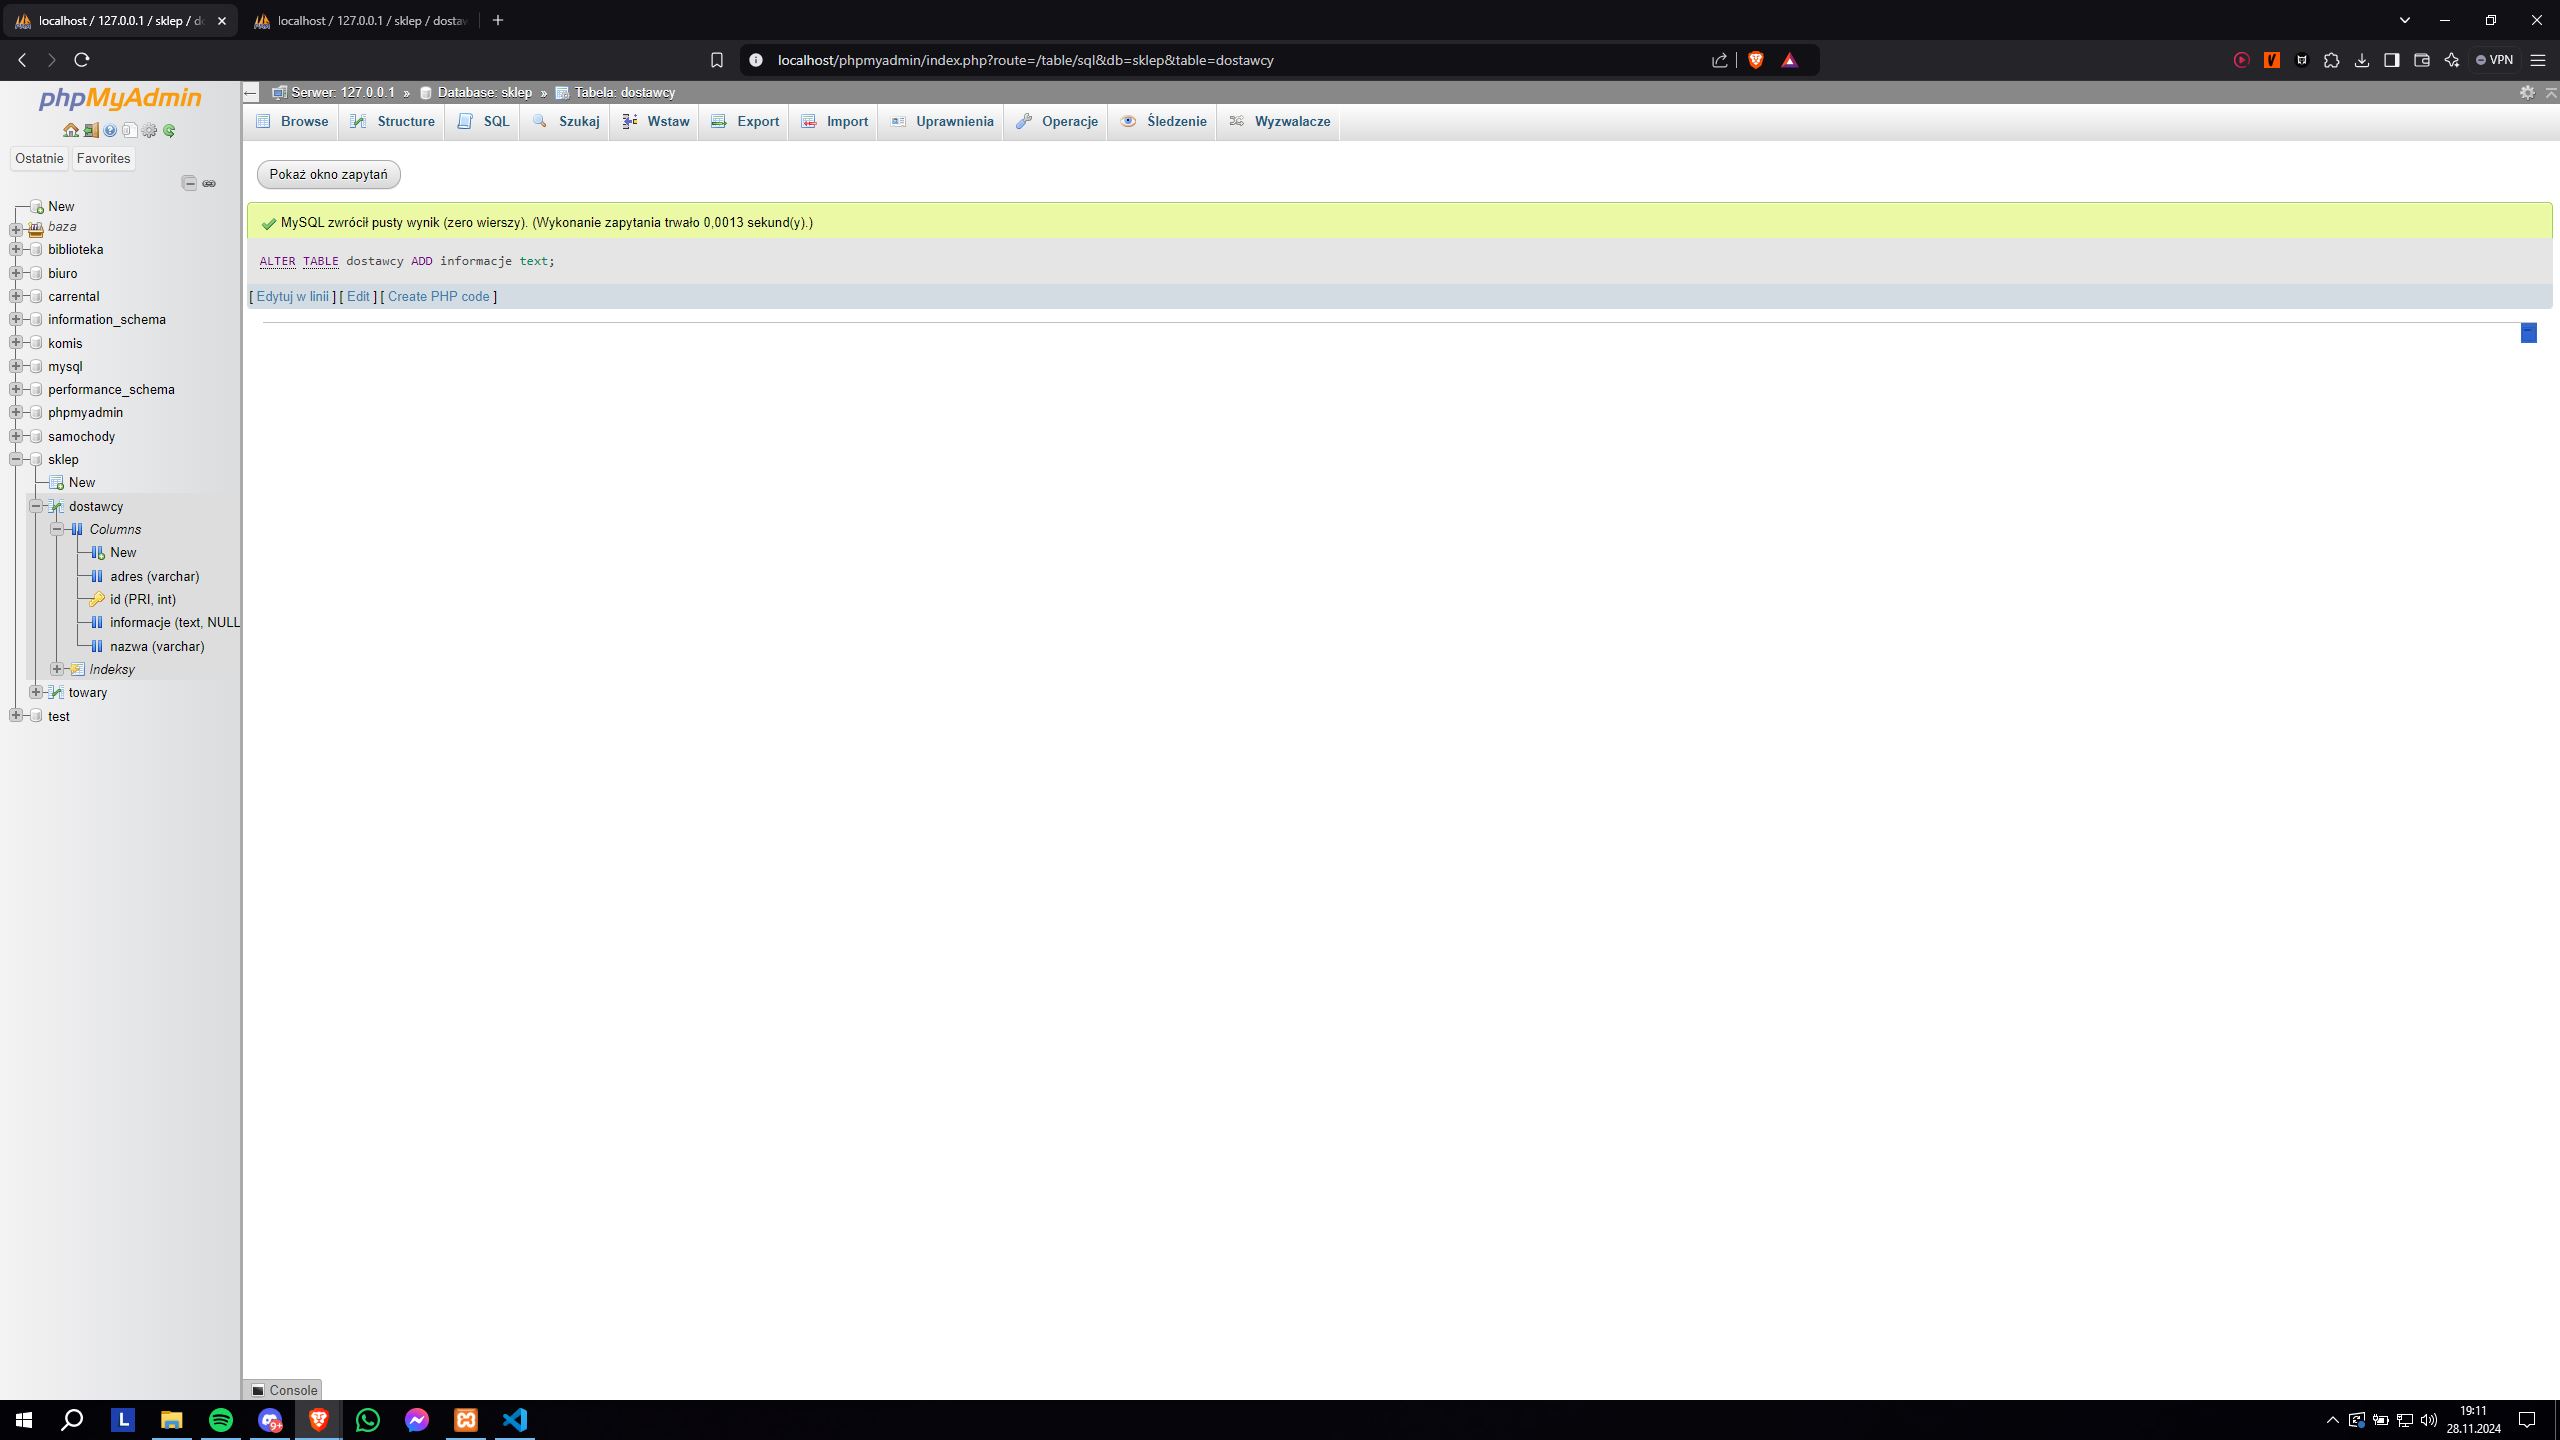 localhost / 127.0.0.1 / sklep / do
localhost / 127.0.0.1 / sklep / dostaw
localhost/phpmyadmin/index.php?route=/table/sql&db=sklep&table=dostawcy
VPN
phpMyAdmin
Ostatnie
Favorites
New
baza
biblioteka
biuro
carrental
information_schema
komis
mysql
performance_schema
phpmyadmin
samochody
sklep
New
dostawcy
Columns
New
adres (varchar)
id (PRI, int)
informacje (text, NULL
nazwa (varchar)
Indeksy
towary
test
Serwer: 127.0.0.1 » Database: sklep » Tabela: dostawcy
Browse
Structure
SQL
Szukaj
Wstaw
Export
Import
Uprawnienia
Operacje
Śledzenie
Wyzwalacze
Pokaż okno zapytań
MySQL zwrócił pusty wynik (zero wierszy). (Wykonanie zapytania trwało 0,0013 sekund(y).)
ALTER TABLE dostawcy ADD informacje text;
[ Edytuj w linii ] [ Edit ] [ Create PHP code ]
Console
L
9+
19:11
28.11.2024